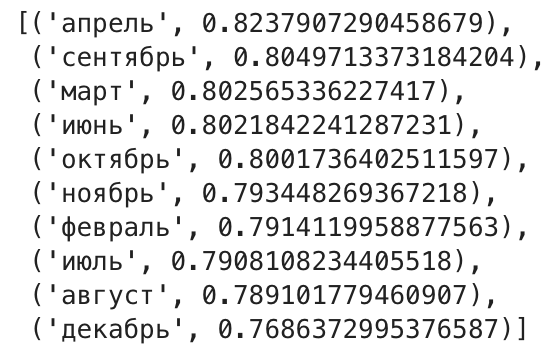 [('апрель', 0.8237907290458679),
('сентябрь', 0.8049713373184204),
('март', 0.802565336227417),
('июнь', 0.8021842241287231),
('октябрь', 0.8001736402511597),
('ноябрь', 0.793448269367218),
('февраль', 0.7914119958877563),
('июль', 0.7908108234405518),
('август', 0.789101779460907),
('декабрь', 0.7686372995376587)]